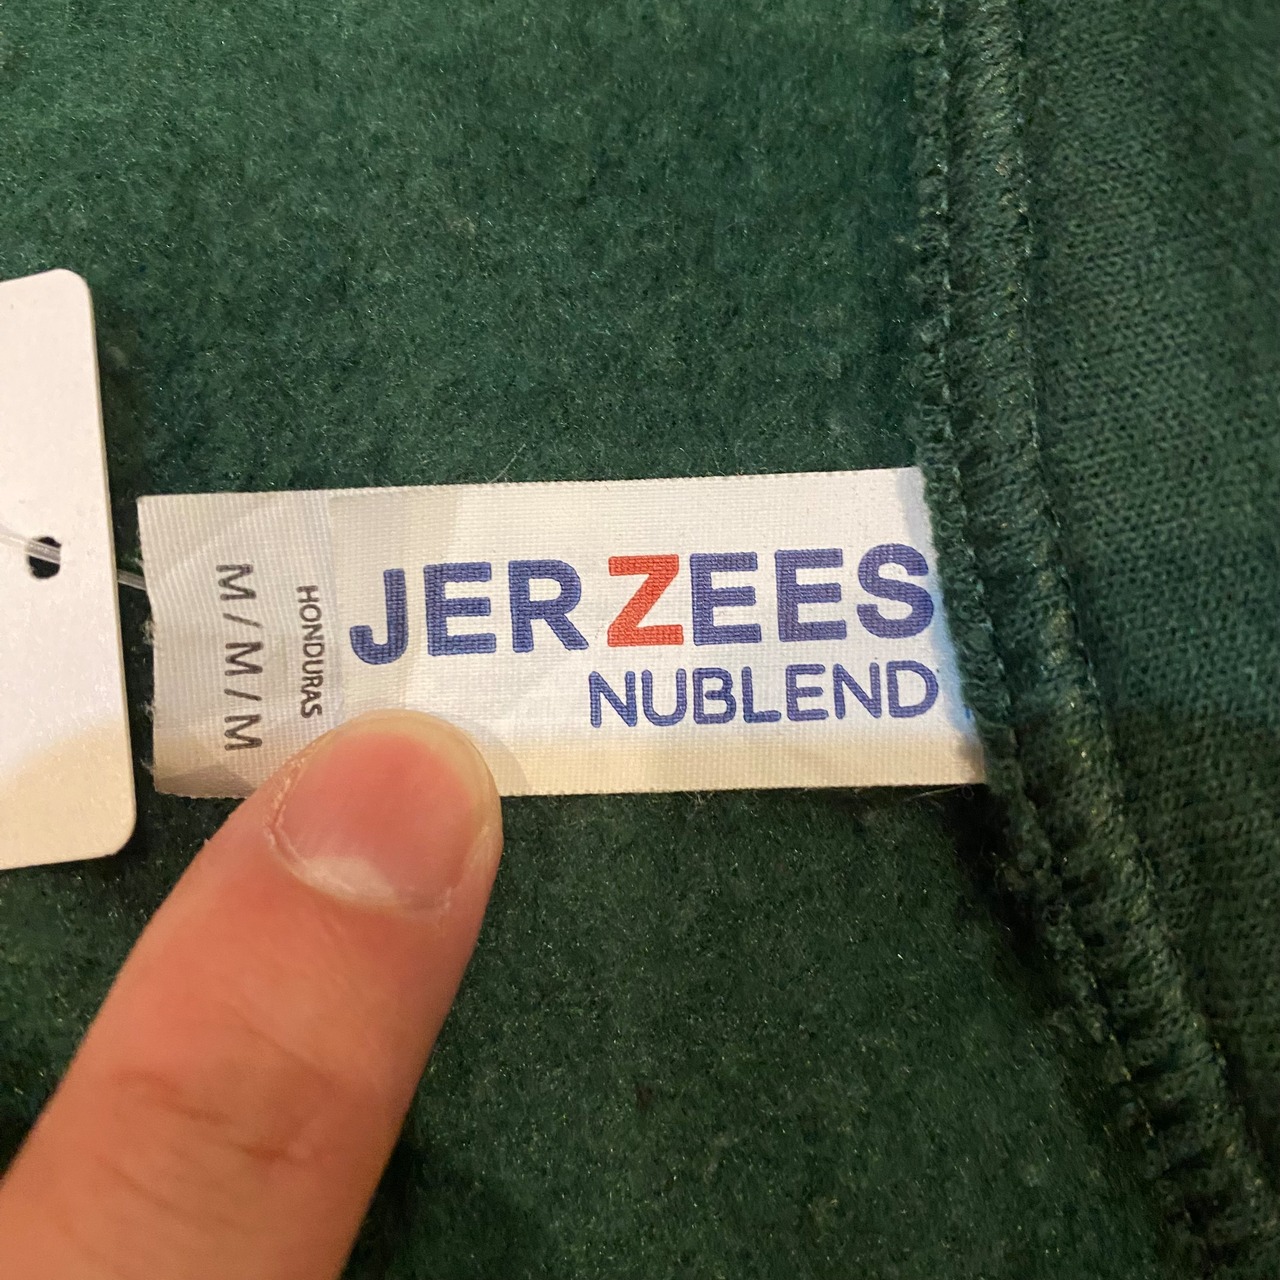 JERZEES
NUBLEND
HONDURAS
M / M / M